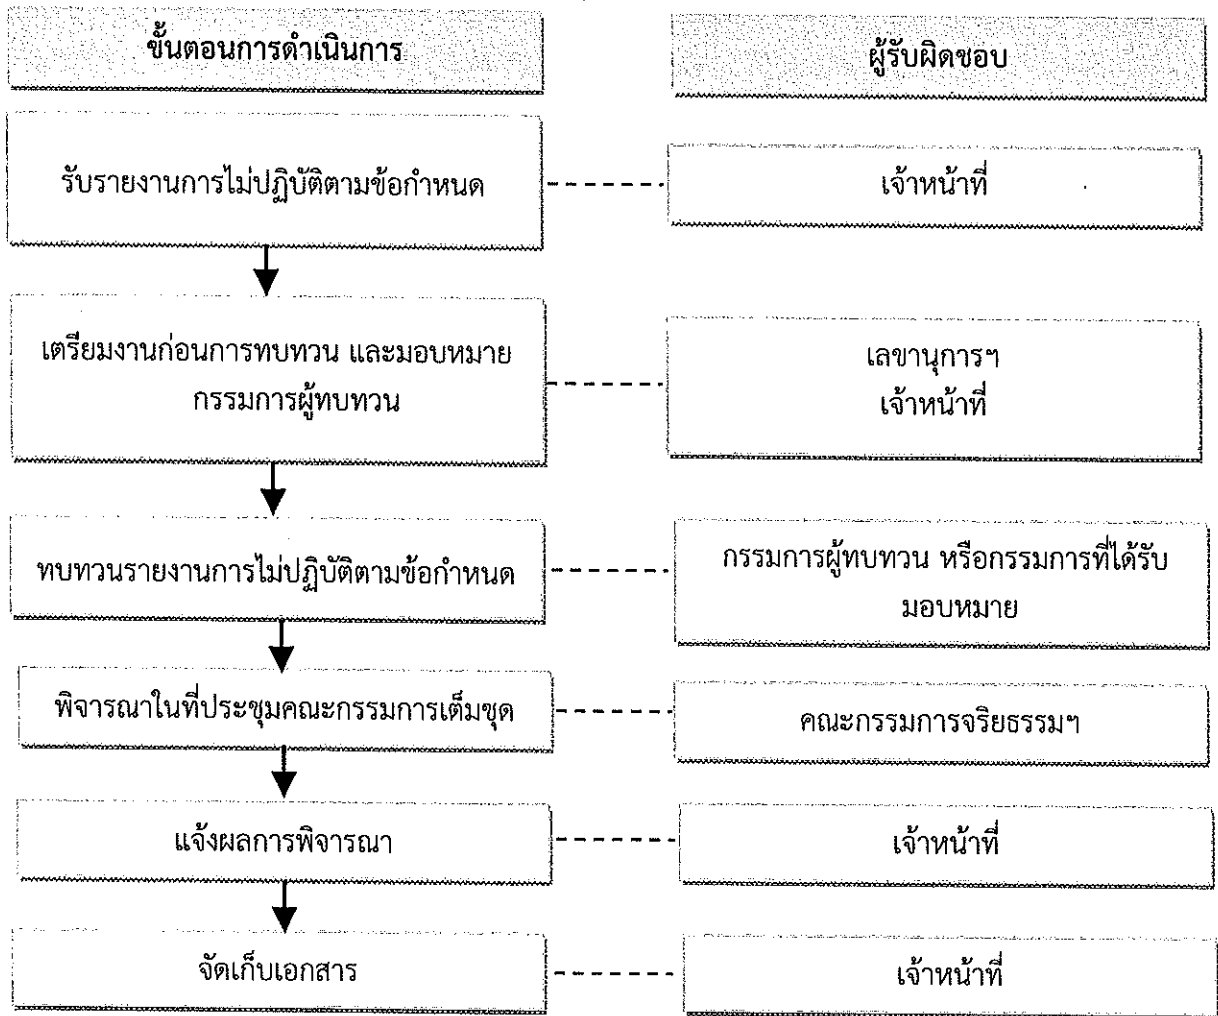 ขั้นตอนการดำเนินการ
ผู้รับผิดชอบ
รับรายงานการไม่ปฏิบัติตามข้อกำหนด
เจ้าหน้าที่
เตรียมงานก่อนการทบทวน และมอบหมาย
กรรมการผู้ทบทวน
เลขานุการฯ
เจ้าหน้าที่
ทบทวนรายงานการไม่ปฏิบัติตามข้อกำหนด
กรรมการผู้ทบทวน หรือกรรมการที่ได้รับ
มอบหมาย
พิจารณาในที่ประชุมคณะกรรมการเต็มชุด
คณะกรรมการจริยธรรมฯ
แจ้งผลการพิจารณา
เจ้าหน้าที่
จัดเก็บเอกสาร
เจ้าหน้าที่